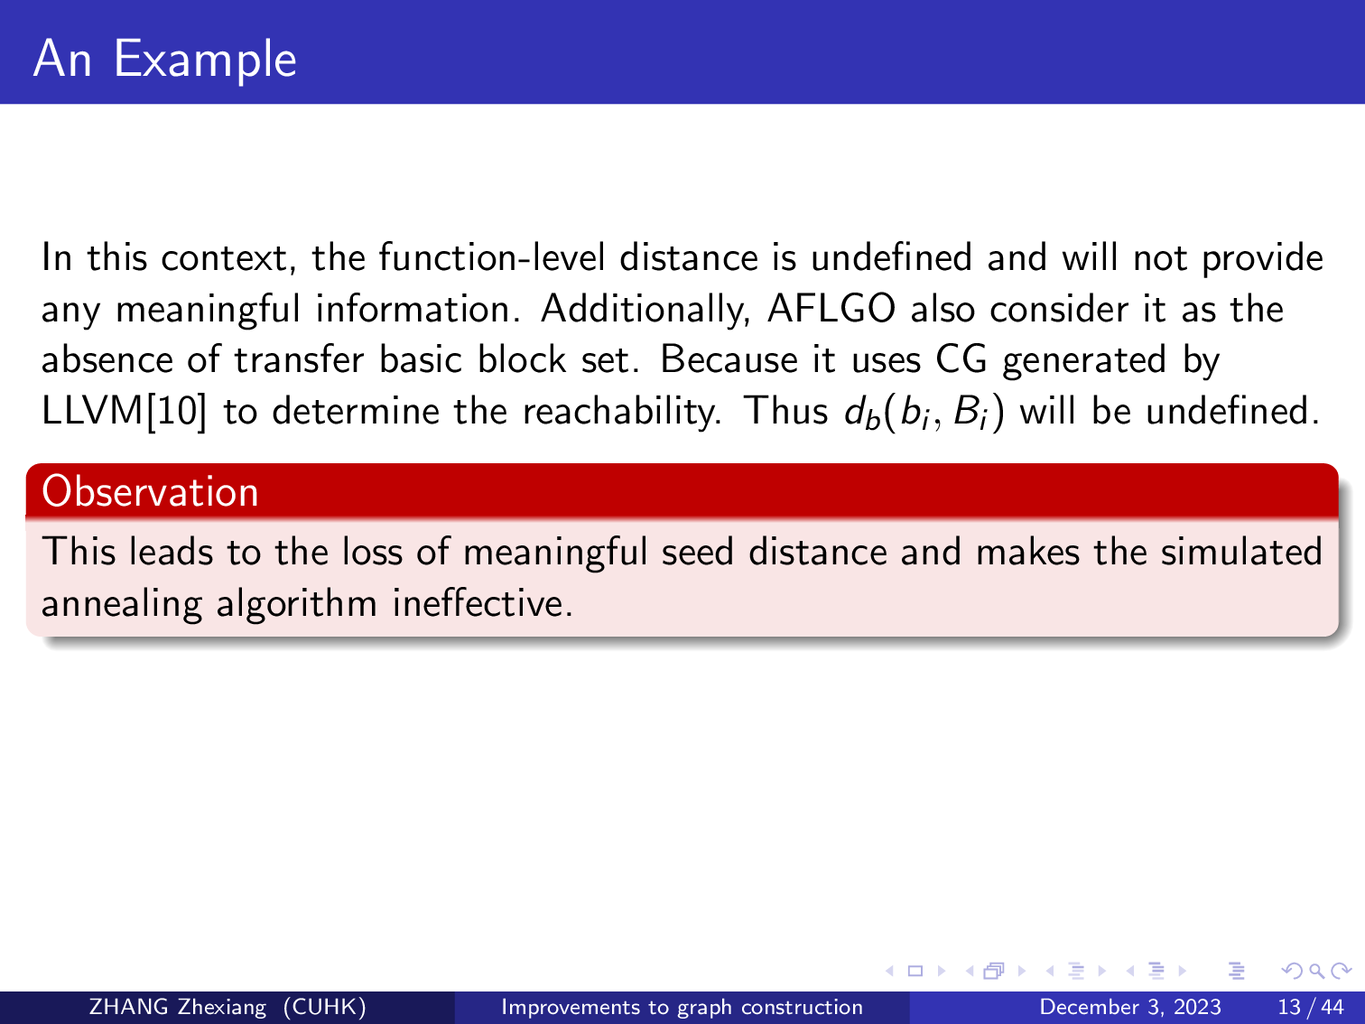 An Example
In this context, the function-level distance is undefined and will not provide
any meaningful information. Additionally, AFLGO also consider it as the
absence of transfer basic block set. Because it uses CG generated by
LLVM[10] to determine the reachability. Thus d_b(b_i, B_i) will be undefined.
Observation
This leads to the loss of meaningful seed distance and makes the simulated
annealing algorithm ineffective.
ZHANG Zhexiang (CUHK) Improvements to graph construction December 3, 2023 13 / 44